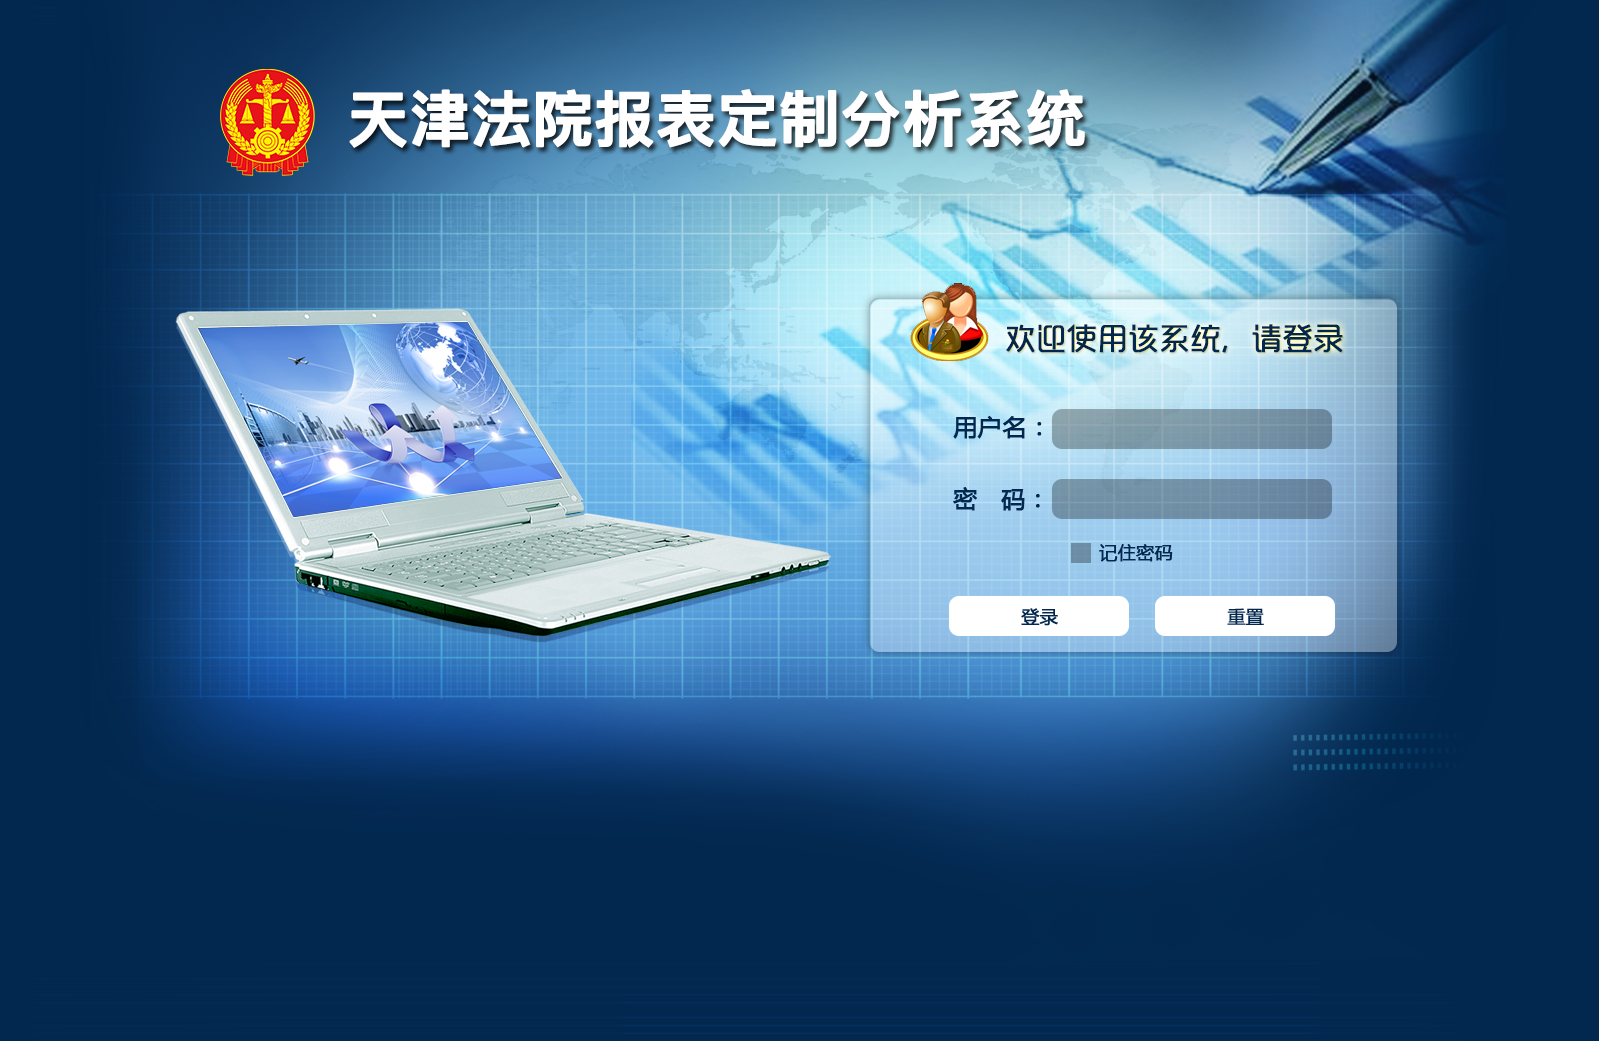 天津法院报表定制分析系统
欢迎使用该系统，请登录
用户名：
密 码：
记住密码
登录 重置